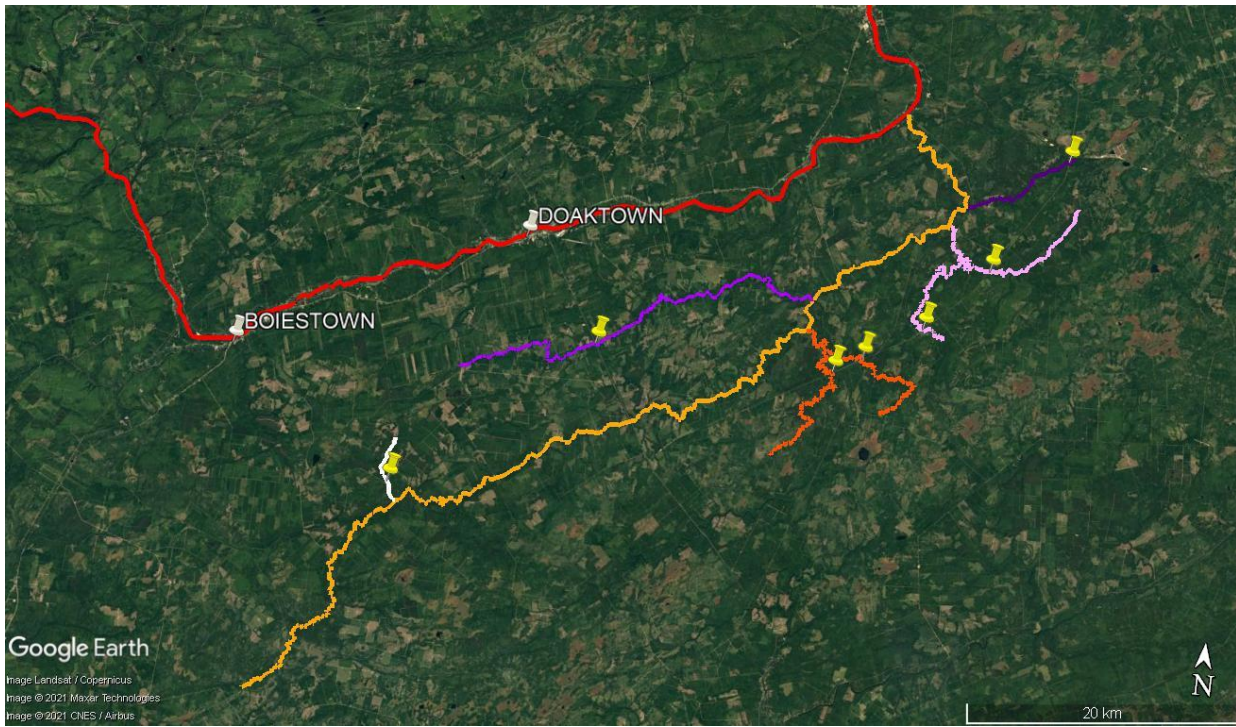 DOAKTOWN
BOIESTOWN
Google Earth
Image Landsat / Copernicus
Image © 2021 Maxar Technologies
Image © 2021 CNES / Airbus
N
20 km